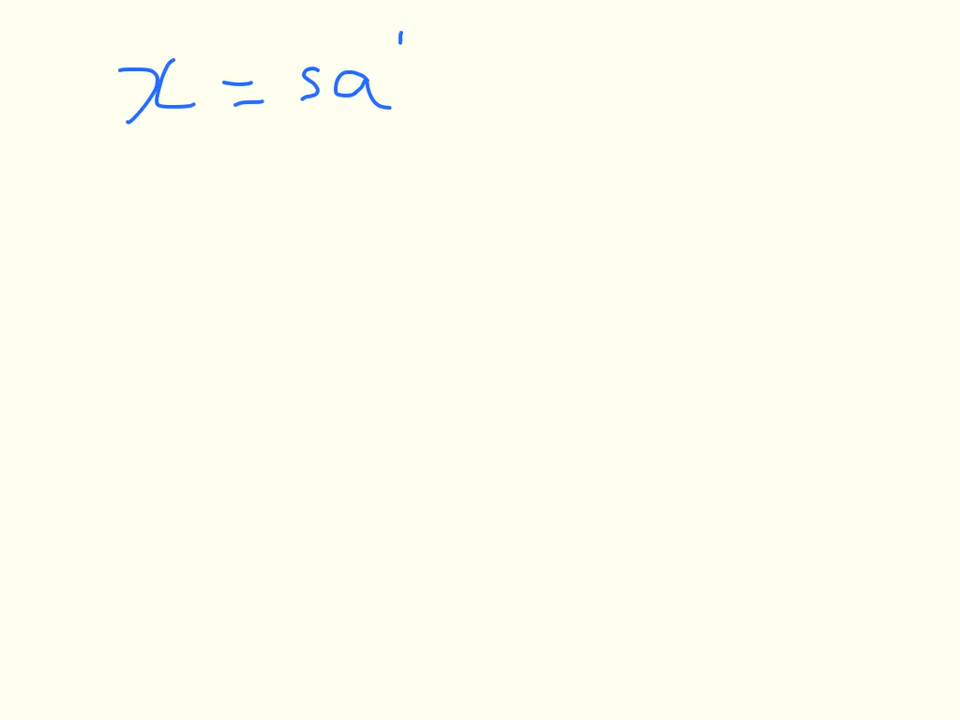 x = sa'